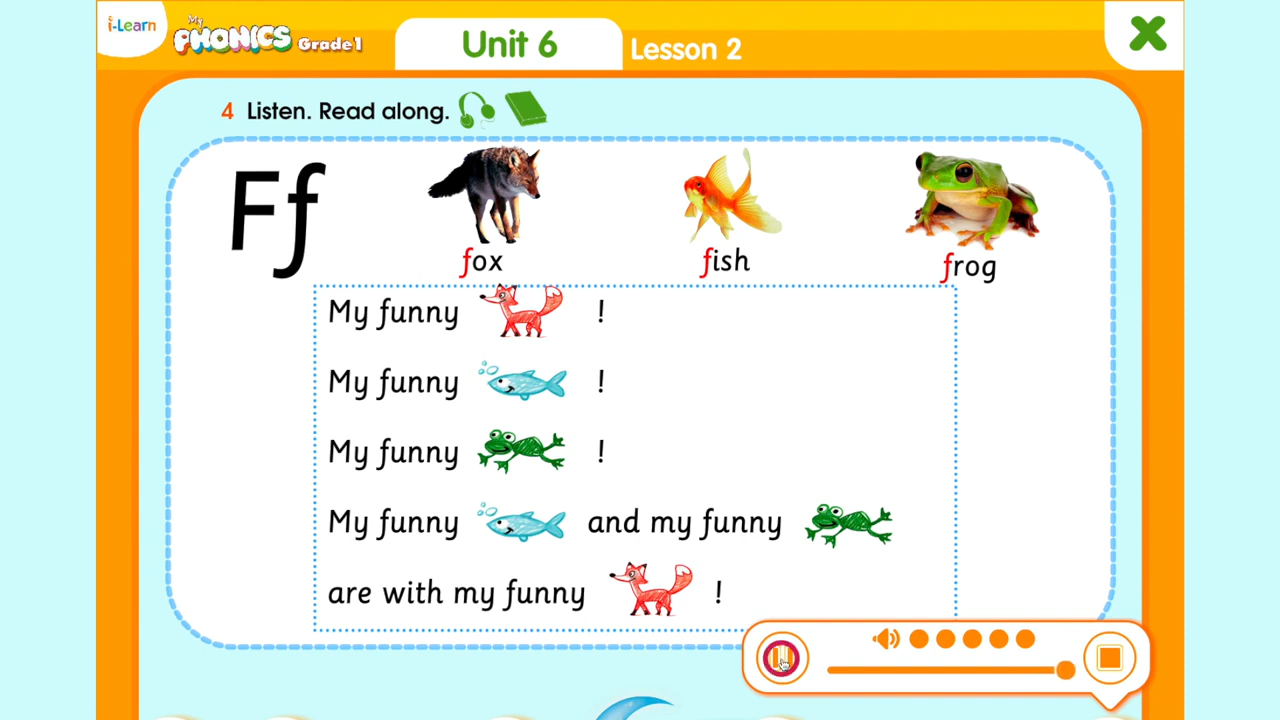 i-Learn
My
PHONICS Grade 1
Unit 6
Lesson 2
4 Listen. Read along.
Ff
fox
fish
frog
My funny !
My funny !
My funny !
My funny and my funny
are with my funny !